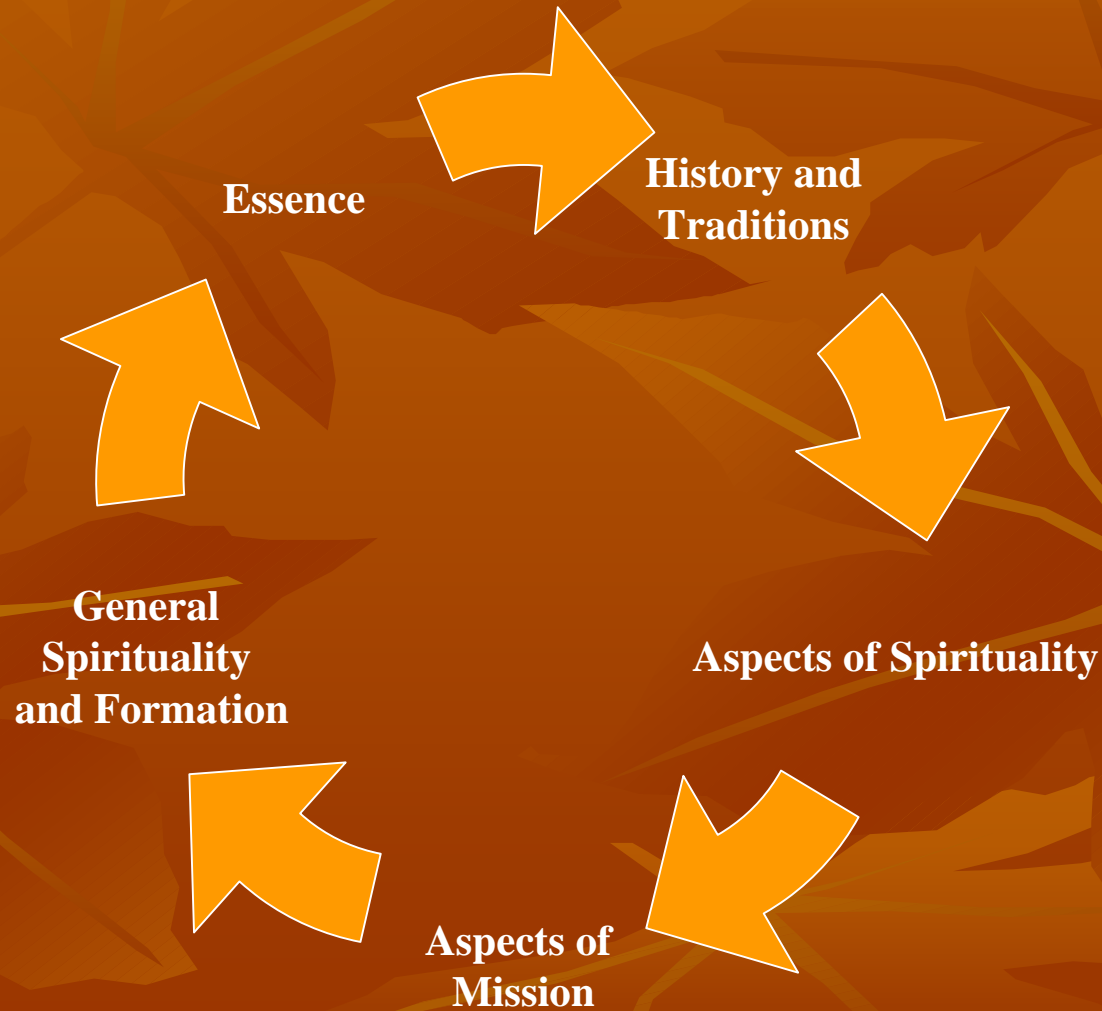 Essence
History and
Traditions
Aspects of Spirituality
Aspects of
Mission
General
Spirituality
and Formation